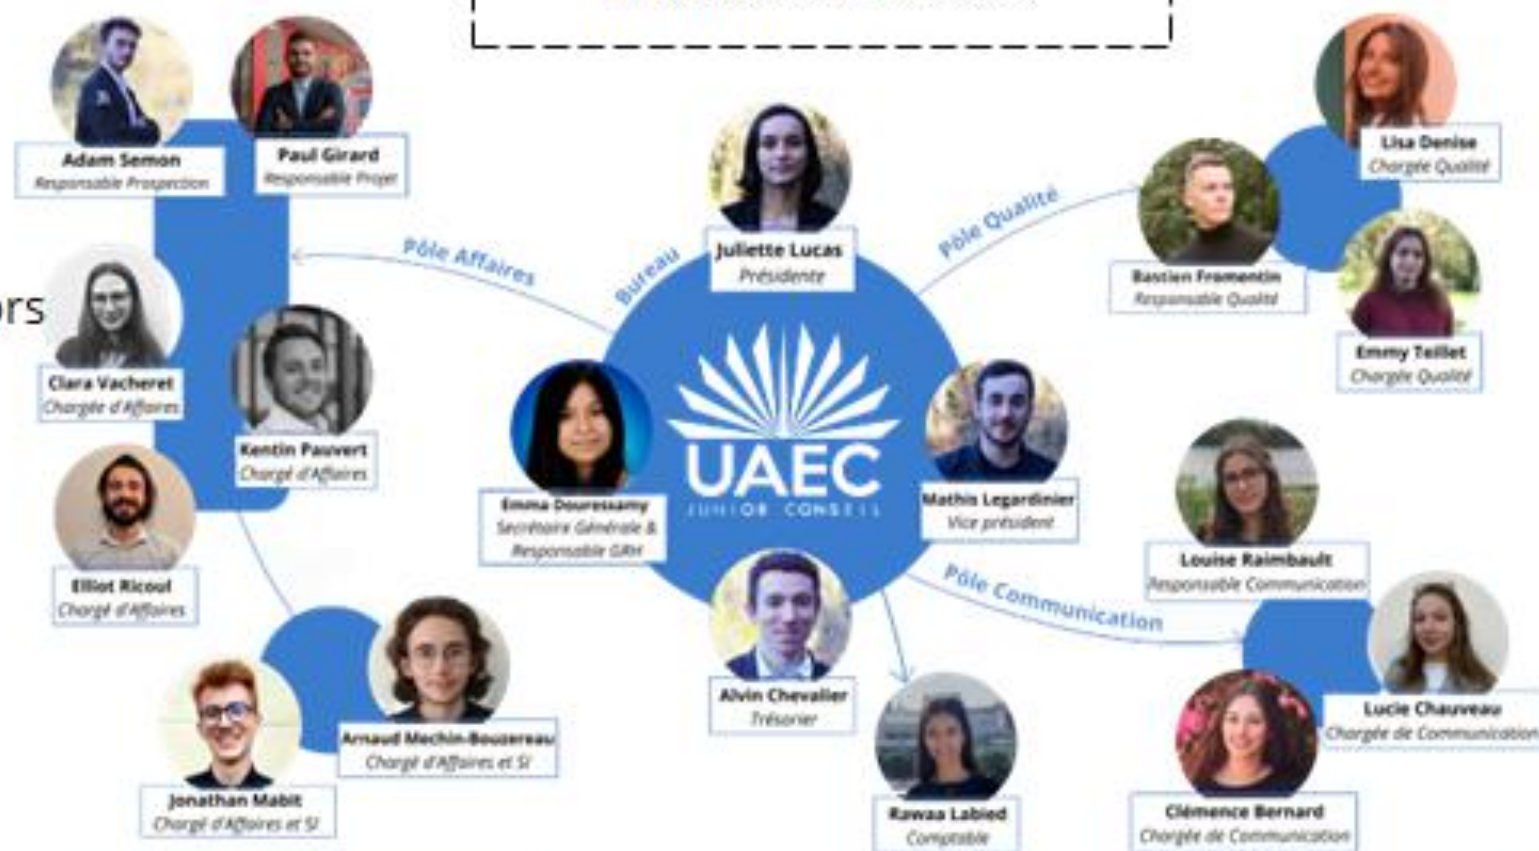 Adam Semon
Responsable Prospection
Paul Girard
Responsable Projet
Juliette Lucas
Présidente
Lisa Denise
Chargée Qualité
Bastien Fromentin
Responsable Qualité
Emmy Teillet
Chargée Qualité
Pôle Affaires
Bureau
Pôle Qualité
ors
Clara Vacheret
Chargée d'Affaires
Kentin Pauvert
Chargé d'Affaires
Elliot Ricoul
Chargé d'Affaires
Emma Douressamy
Secrétaire Générale &
Responsable GRH
UAEC
JUNIOR CONSEIL
Mathis Legardinier
Vice président
Louise Raimbault
Responsable Communication
Pôle Communication
Alvin Chevalier
Trésorier
Lucie Chauveau
Chargée de Communication
Arnaud Mechin-Bouzereau
Chargé d'Affaires et SI
Jonathan Mabit
Chargé d'Affaires et SI
Rawaa Labied
Comptable
Clémence Bernard
Chargée de Communication